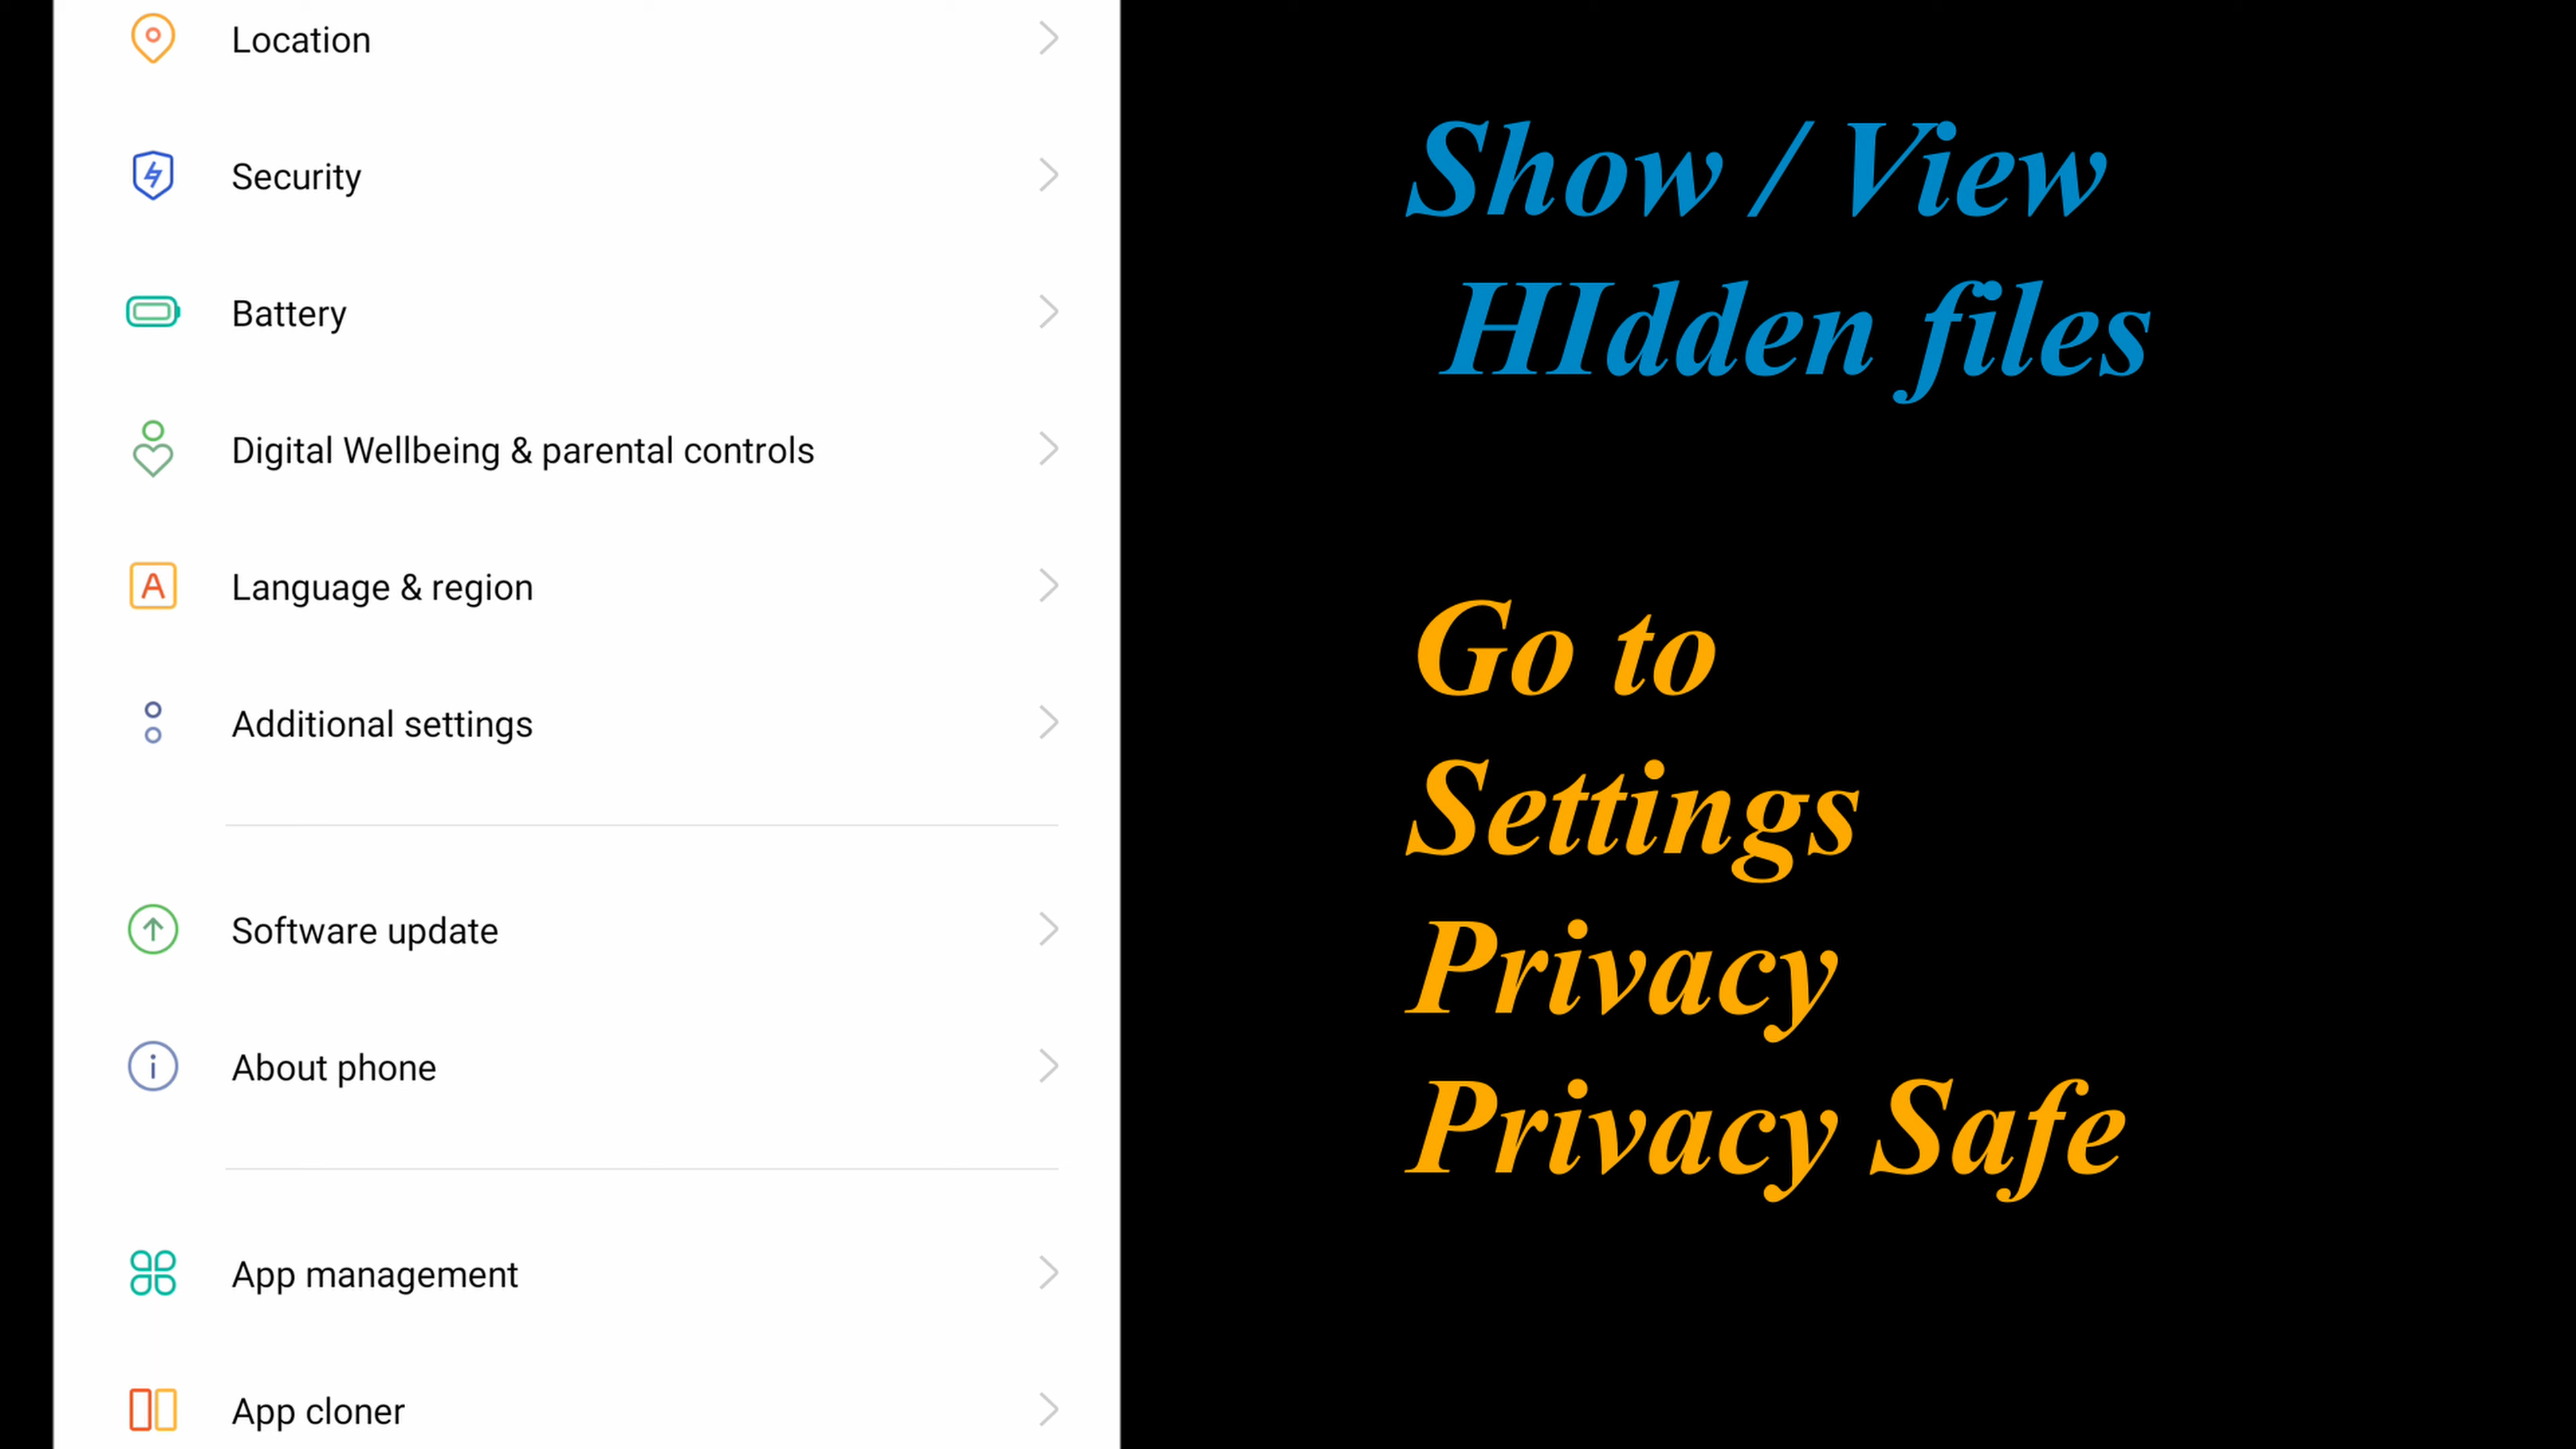 Location
Security
Battery
Digital Wellbeing & parental controls
A
Language & region
Additional settings
Software update
i
About phone
App management
App cloner
Show / View
HIdden files
Go to
Settings
Privacy
Privacy Safe